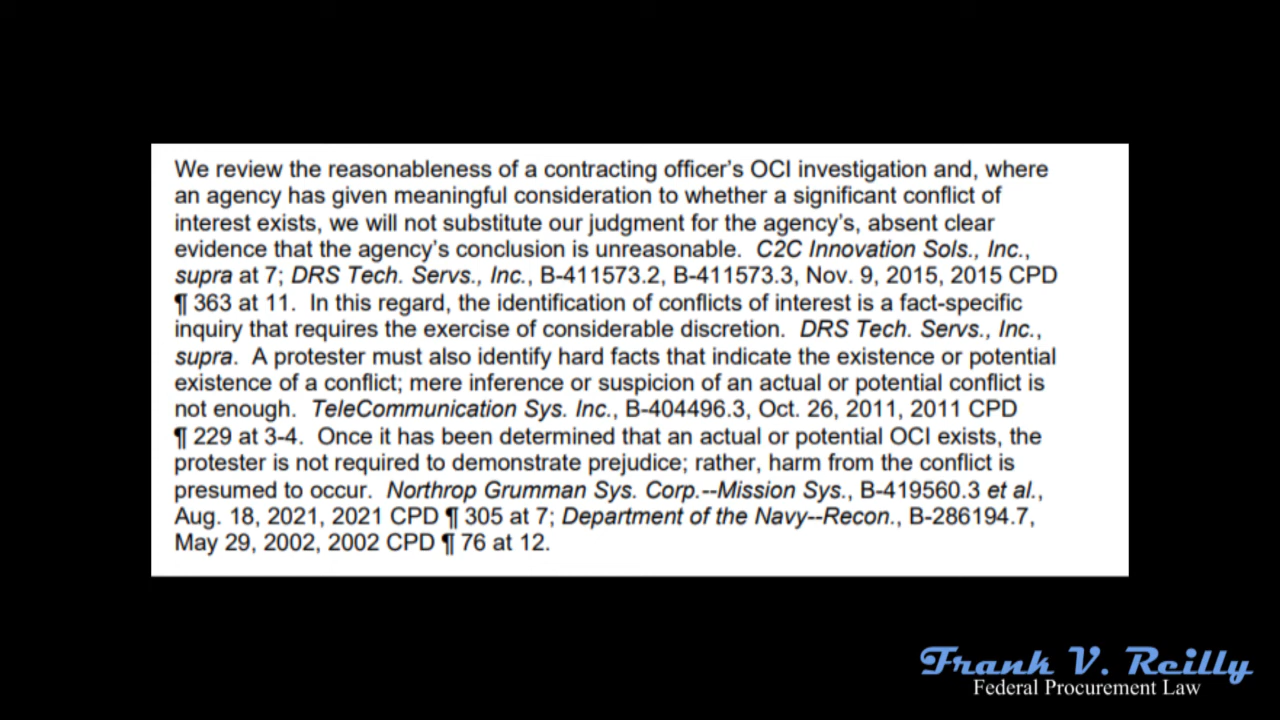 We review the reasonableness of a contracting officer's OCI investigation and, where
an agency has given meaningful consideration to whether a significant conflict of
interest exists, we will not substitute our judgment for the agency's, absent clear
evidence that the agency's conclusion is unreasonable.  C2C Innovation Sols., Inc.,
supra at 7; DRS Tech. Servs., Inc., B-411573.2, B-411573.3, Nov. 9, 2015, 2015 CPD
¶ 363 at 11.  In this regard, the identification of conflicts of interest is a fact-specific
inquiry that requires the exercise of considerable discretion.  DRS Tech. Servs., Inc.,
supra.  A protester must also identify hard facts that indicate the existence or potential
existence of a conflict; mere inference or suspicion of an actual or potential conflict is
not enough.  TeleCommunication Sys. Inc., B-404496.3, Oct. 26, 2011, 2011 CPD
¶ 229 at 3-4.  Once it has been determined that an actual or potential OCI exists, the
protester is not required to demonstrate prejudice; rather, harm from the conflict is
presumed to occur.  Northrop Grumman Sys. Corp.--Mission Sys., B-419560.3 et al.,
Aug. 18, 2021, 2021 CPD ¶ 305 at 7; Department of the Navy--Recon., B-286194.7,
May 29, 2002, 2002 CPD ¶ 76 at 12.
Frank V. Reilly
Federal Procurement Law